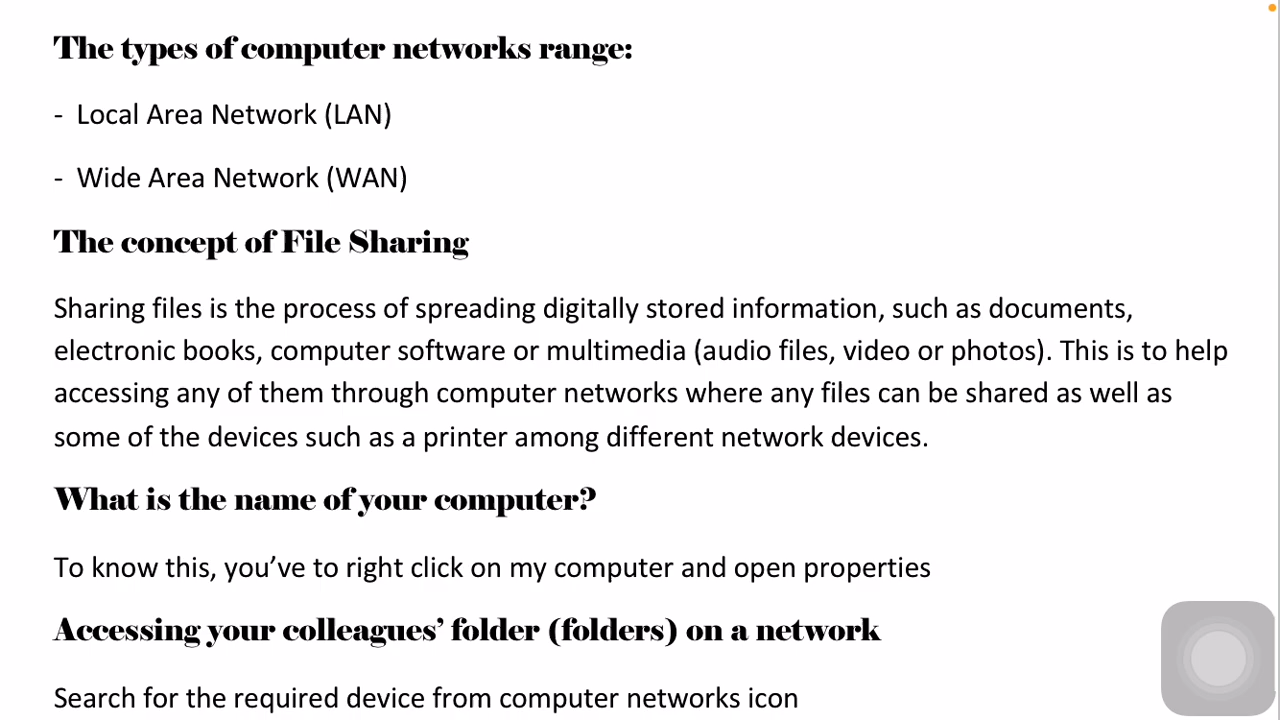 The types of computer networks range:
- Local Area Network (LAN)
- Wide Area Network (WAN)
The concept of File Sharing
Sharing files is the process of spreading digitally stored information, such as documents,
electronic books, computer software or multimedia (audio files, video or photos). This is to help
accessing any of them through computer networks where any files can be shared as well as
some of the devices such as a printer among different network devices.
What is the name of your computer?
To know this, you’ve to right click on my computer and open properties
Accessing your colleagues’ folder (folders) on a network
Search for the required device from computer networks icon